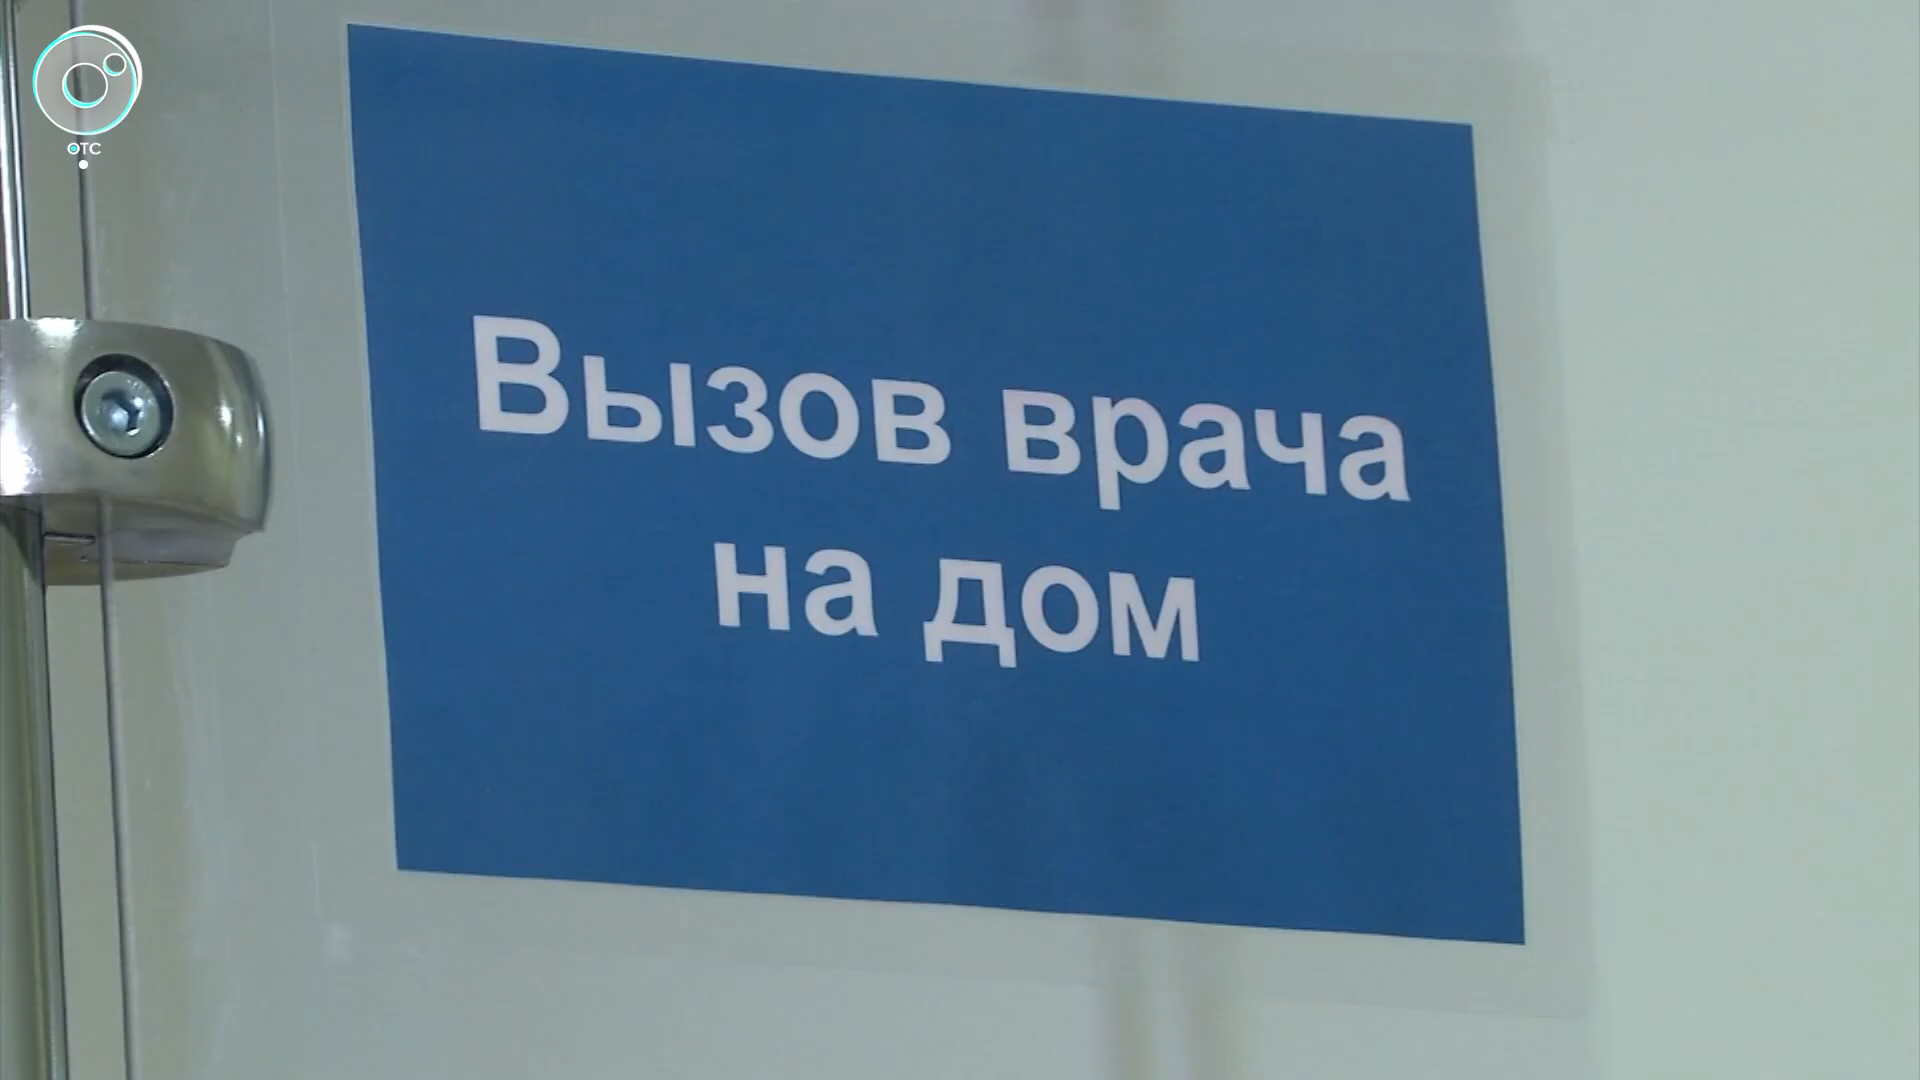 ОТС
Вызов врача
на дом